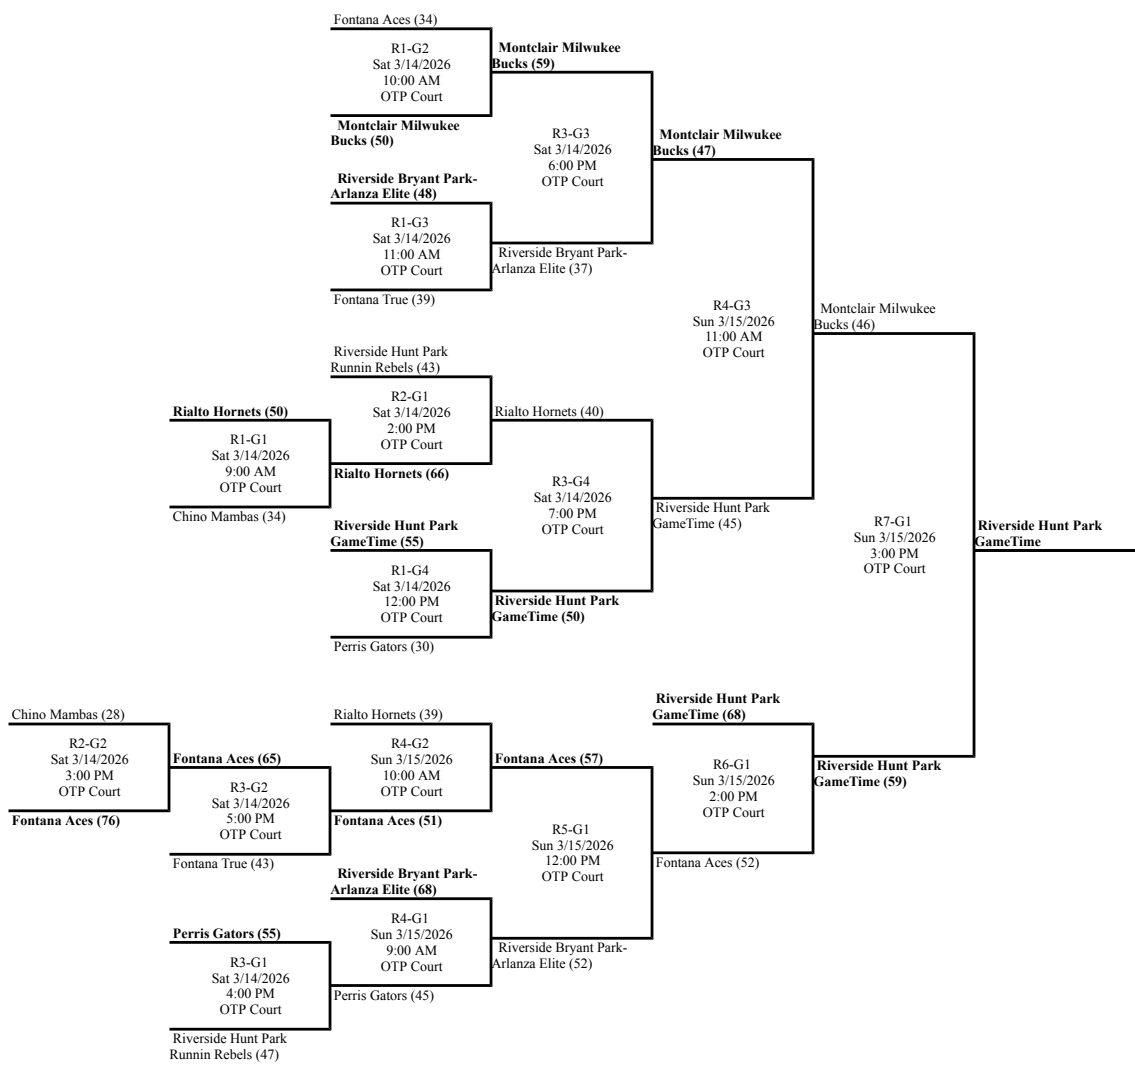 Fontana Aces (34)
R1-G2
Sat 3/14/2026
10:00 AM
OTP Court
Montclair Milwukee
Bucks (50)
Montclair Milwukee
Bucks (59)
R3-G3
Sat 3/14/2026
6:00 PM
OTP Court
Riverside Bryant Park-
Arlanza Elite (48)
R1-G3
Sat 3/14/2026
11:00 AM
OTP Court
Fontana True (39)
Riverside Bryant Park-
Arlanza Elite (37)
Montclair Milwukee
Bucks (47)
R4-G3
Sun 3/15/2026
11:00 AM
OTP Court
Riverside Hunt Park
Runnin Rebels (43)
R2-G1
Sat 3/14/2026
2:00 PM
OTP Court
Rialto Hornets (50)
R1-G1
Sat 3/14/2026
9:00 AM
OTP Court
Chino Mambas (34)
Rialto Hornets (66)
Rialto Hornets (40)
R3-G4
Sat 3/14/2026
7:00 PM
OTP Court
Riverside Hunt Park
GameTime (55)
R1-G4
Sat 3/14/2026
12:00 PM
OTP Court
Perris Gators (30)
Riverside Hunt Park
GameTime (50)
Riverside Hunt Park
GameTime (45)
Montclair Milwukee
Bucks (46)
R7-G1
Sun 3/15/2026
3:00 PM
OTP Court
Riverside Hunt Park
GameTime
Chino Mambas (28)
R2-G2
Sat 3/14/2026
3:00 PM
OTP Court
Fontana Aces (76)
Fontana Aces (65)
R3-G2
Sat 3/14/2026
5:00 PM
OTP Court
Fontana True (43)
Rialto Hornets (39)
R4-G2
Sun 3/15/2026
10:00 AM
OTP Court
Fontana Aces (51)
Fontana Aces (57)
R5-G1
Sun 3/15/2026
12:00 PM
OTP Court
Riverside Bryant Park-
Arlanza Elite (68)
R4-G1
Sun 3/15/2026
9:00 AM
OTP Court
Perris Gators (55)
R3-G1
Sat 3/14/2026
4:00 PM
OTP Court
Riverside Hunt Park
Runnin Rebels (47)
Perris Gators (45)
Riverside Bryant Park-
Arlanza Elite (52)
Riverside Hunt Park
GameTime (68)
R6-G1
Sun 3/15/2026
2:00 PM
OTP Court
Fontana Aces (52)
Riverside Hunt Park
GameTime (59)